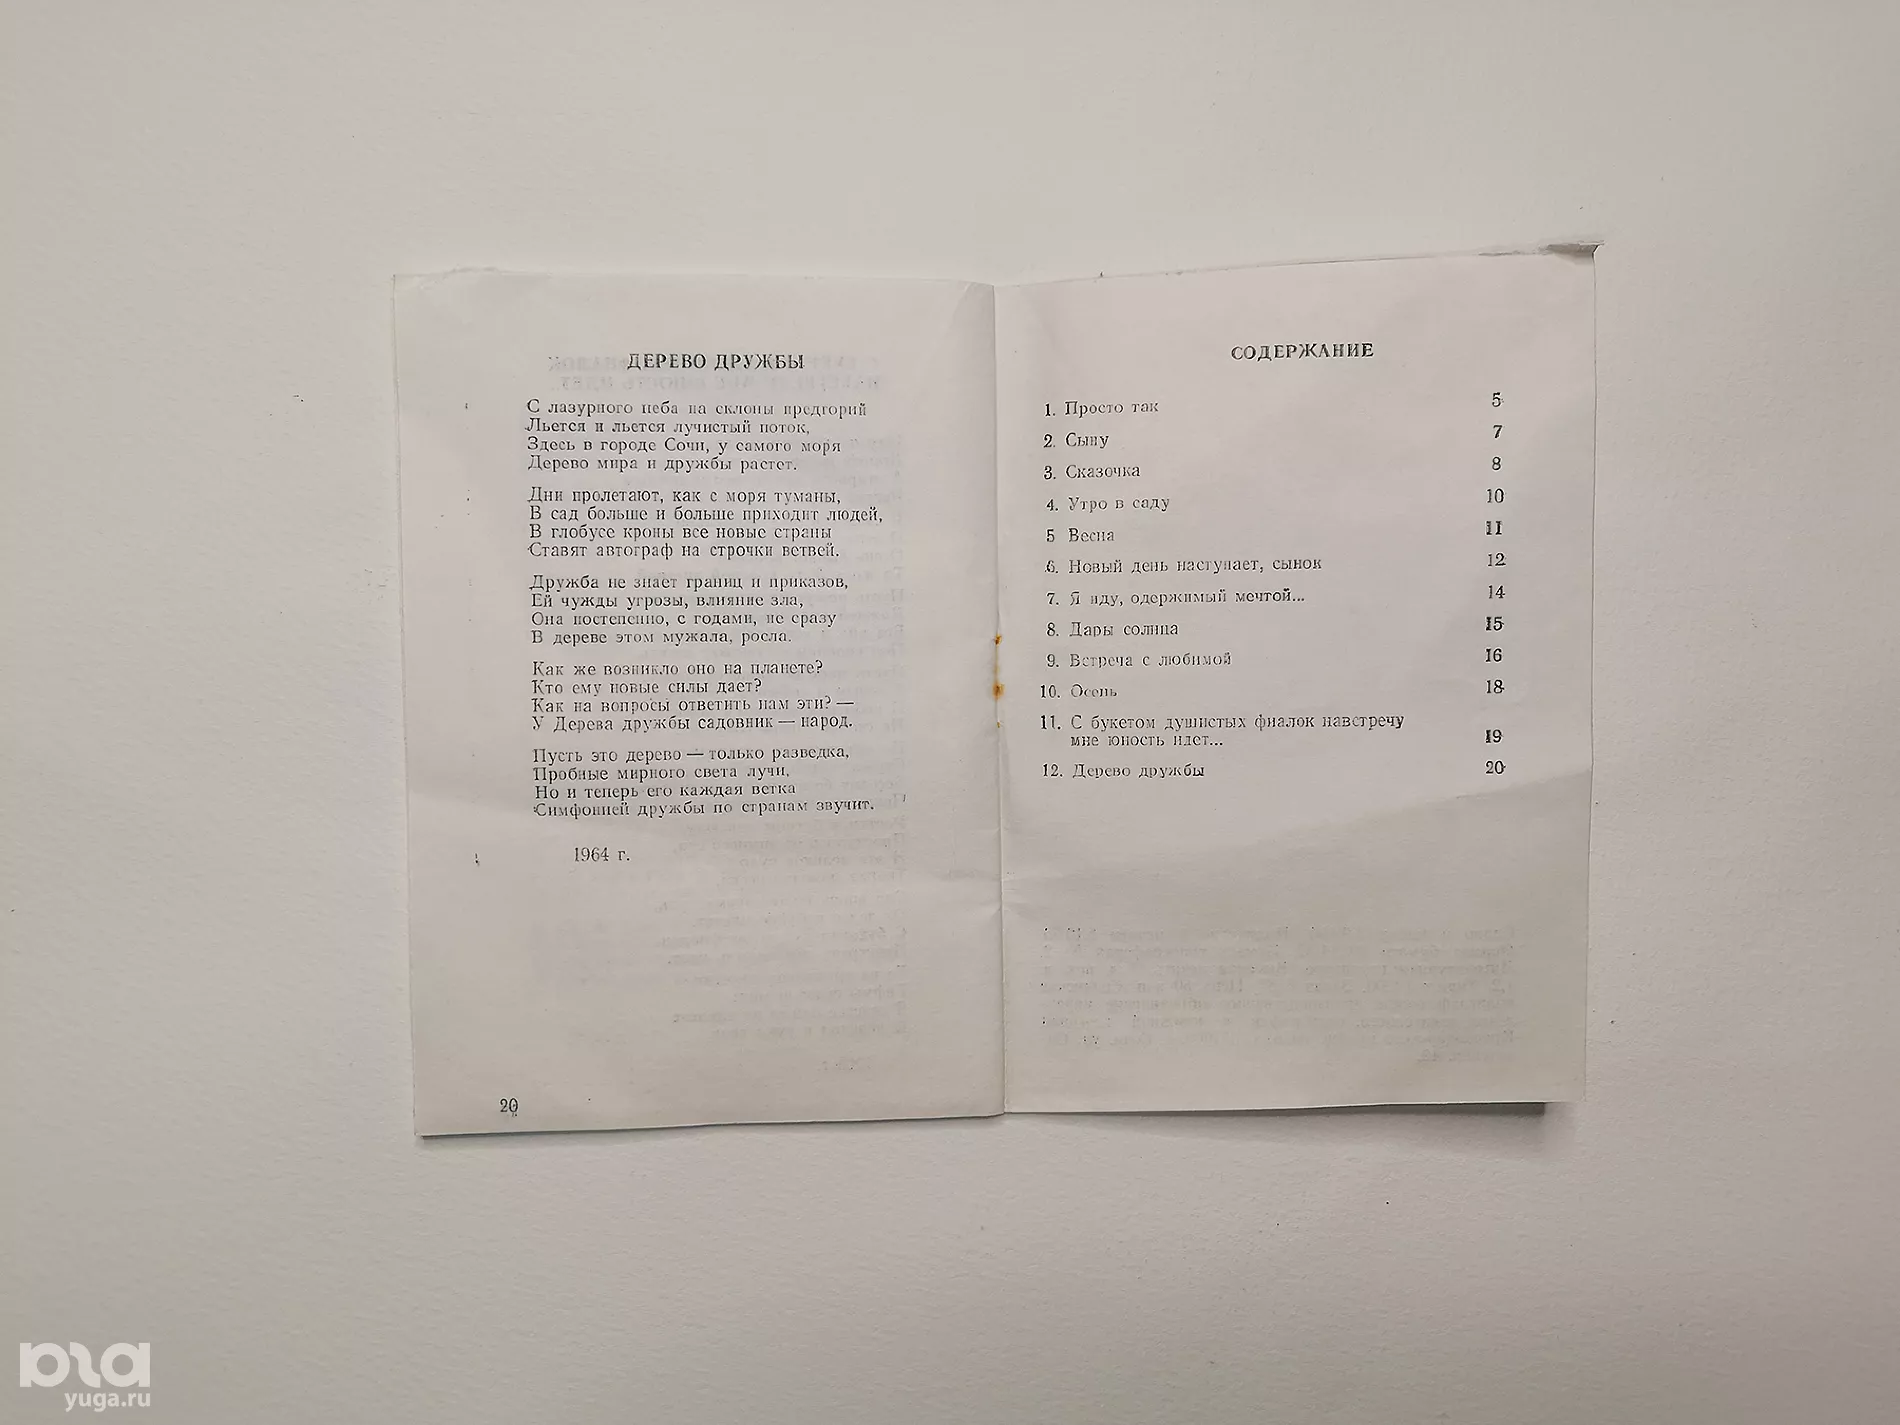 ДЕРЕВО ДРУЖБЫ
С лазурного неба на склоны предгорий
Льется и льется лучистый поток,
Здесь в городе Сочи, у самого моря
Дерево мира и дружбы растет.
Дни пролетают, как с моря туманы,
В сад больше и больше приходит людей,
В глобусе кроны все новые страны
Ставят автограф на строчки ветвей.
Дружба не знает границ и приказов,
Ей чужды угрозы, влияние зла,
Она постепенно, с годами, не сразу
В дереве этом мужала, росла.
Как же возникло оно на планете?
Кто ему новые силы дает?
Как на вопросы ответить нам эти? —
У Дерева дружбы садовник — народ.
Пусть это дерево — только разведка,
Пробные мирного света лучи,
Но и теперь его каждая ветка
Симфонией дружбы по странам звучит.
1964 г.
20
СОДЕРЖАНИЕ
1. Просто так 5
2. Сыну 7
3. Сказочка 8
4. Утро в саду 10
5 Весна 11
6. Новый день наступает, сынок 12
7. Я иду, одержимый мечтой... 14
8. Дары солнца 15
9. Встреча с любимой 16
10. Осень 18
11. С букетом душистых фиалок навстречу
мне юность идет... 19
12. Дерево дружбы 20
yuga.ru